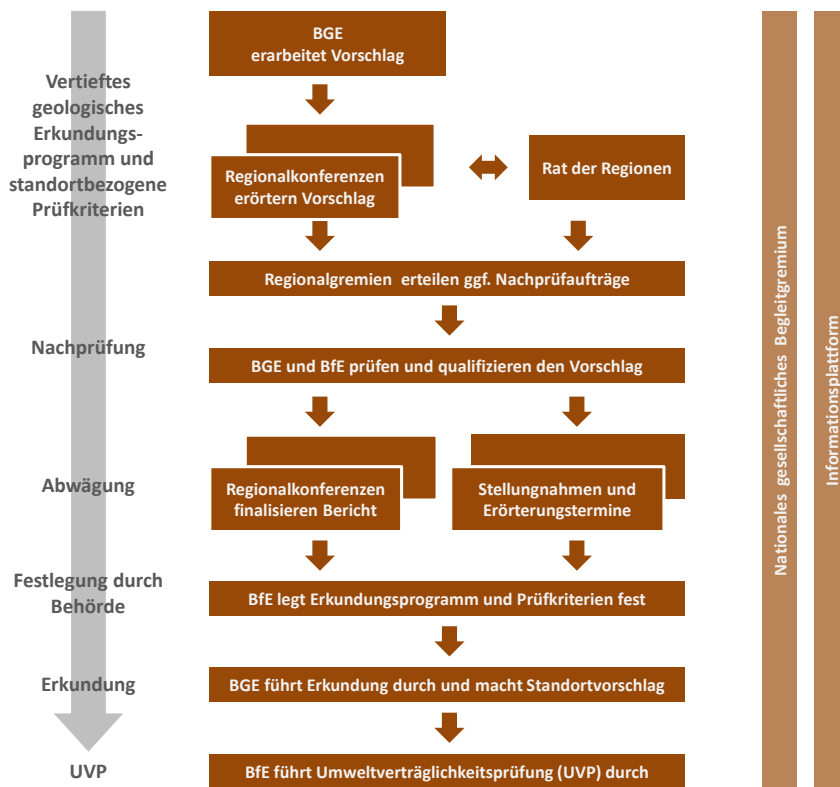 BGE
erarbeitet Vorschlag
Vertieftes
geologisches
Erkundungs-
programm und
standortbezogene
Prüfkriterien
Regionalkonferenzen
erörtern Vorschlag
Rat der Regionen
Regionalgremien erteilen ggf. Nachprüfaufträge
Nachprüfung
BGE und BfE prüfen und qualifizieren den Vorschlag
Abwägung
Regionalkonferenzen
finalisieren Bericht
Stellungnahmen und
Erörterungstermine
Festlegung durch
Behörde
BfE legt Erkundungsprogramm und Prüfkriterien fest
Erkundung
BGE führt Erkundung durch und macht Standortvorschlag
UVP
BfE führt Umweltverträglichkeitsprüfung (UVP) durch
Nationales gesellschaftliches Begleitgremium
Informationsplattform